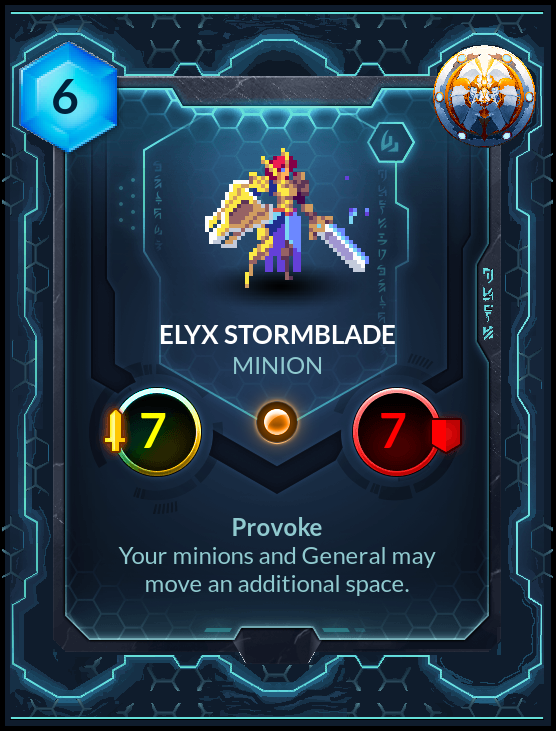 6
ELYX STORMBLADE
MINION
7
7
Provoke
Your minions and General may
move an additional space.